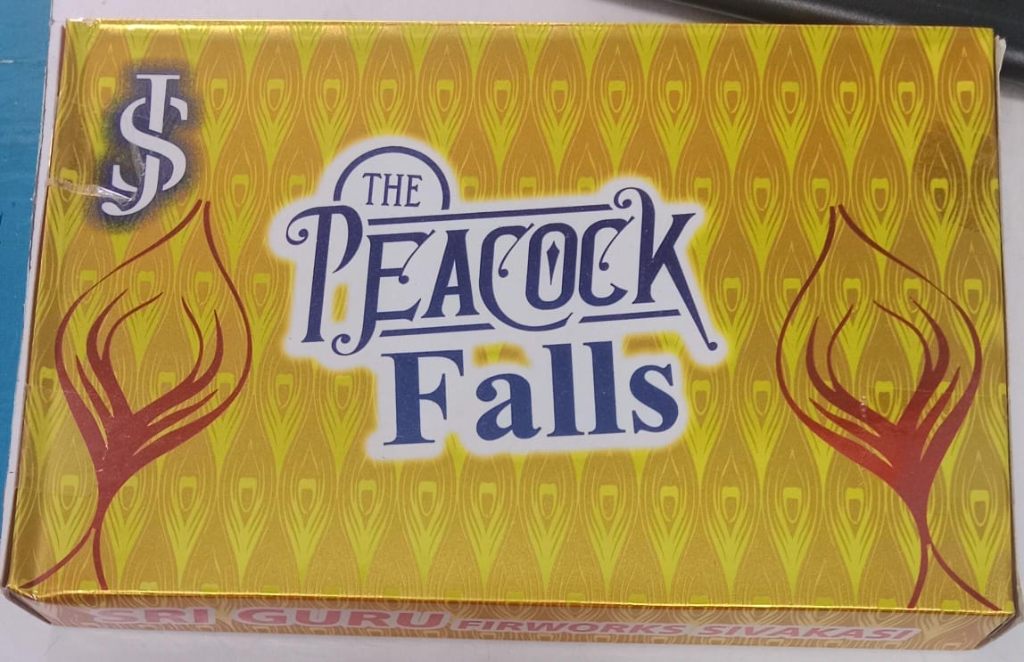 JS
THE
PEACOCK
Falls
SRI GURU FIRWORKS SIVAKASI